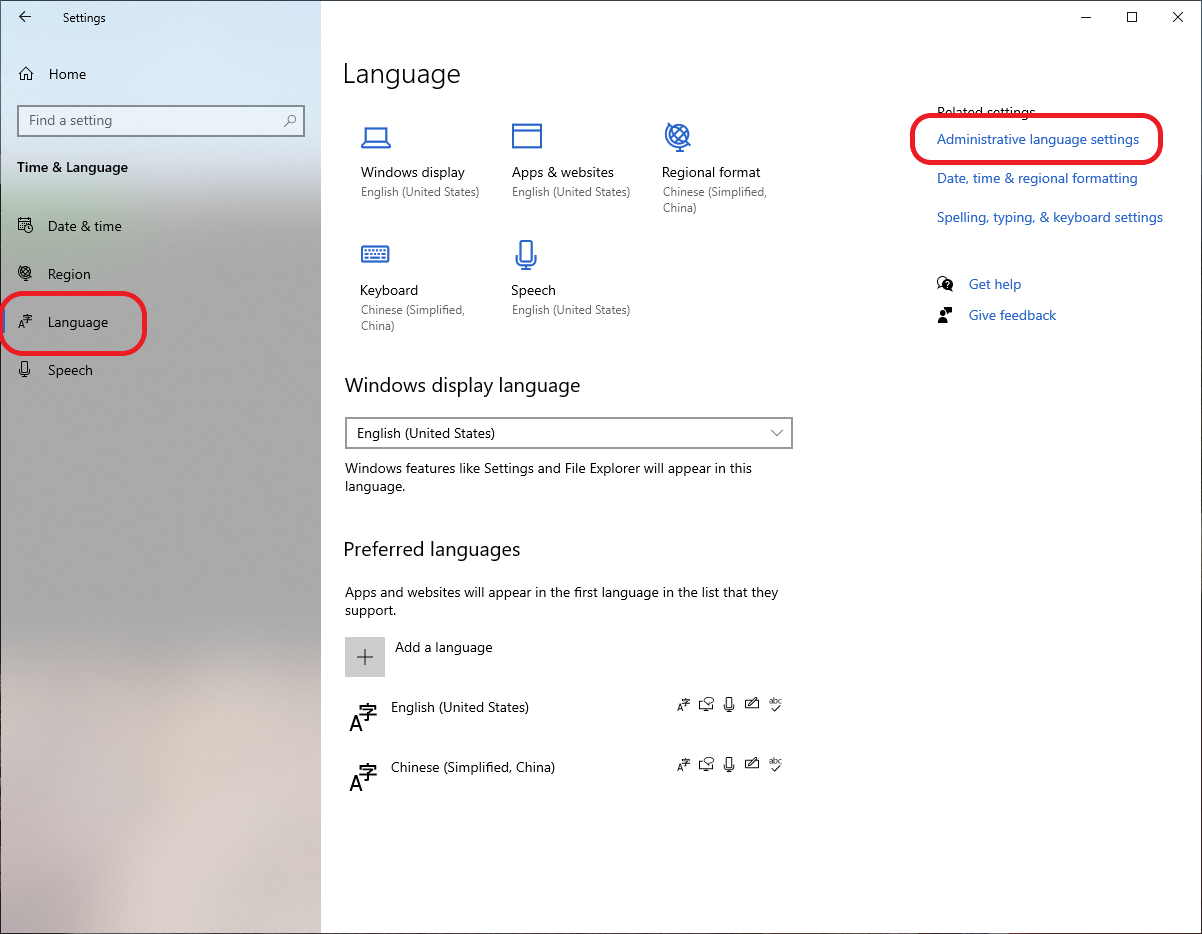 Settings
Home
Find a setting
Time & Language
Date & time
Region
Language
Speech
Language
Windows display
English (United States)
Apps & websites
English (United States)
Regional format
Chinese (Simplified,
China)
Keyboard
Chinese (Simplified,
China)
Speech
English (United States)
Windows display language
English (United States)
Windows features like Settings and File Explorer will appear in this
language.
Preferred languages
Apps and websites will appear in the first language in the list that they
support.
Add a language
English (United States)
Chinese (Simplified, China)
Related settings
Administrative language settings
Date, time & regional formatting
Spelling, typing, & keyboard settings
Get help
Give feedback